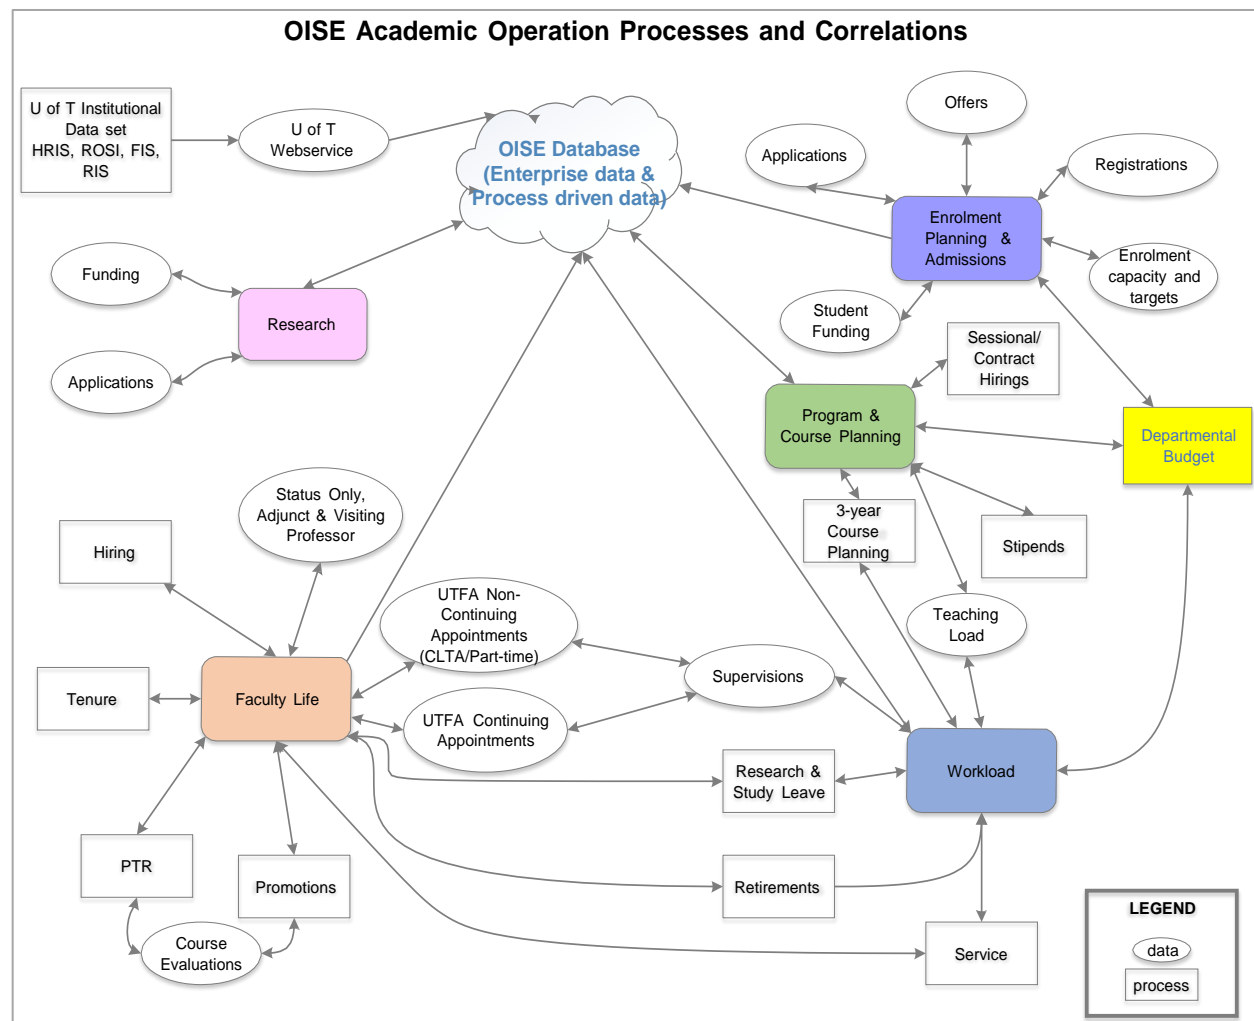 OISE Academic Operation Processes and Correlations
U of T Institutional
Data set
HRIS, ROSI, FIS,
RIS
U of T
Webservice
OISE Database
(Enterprise data &
Process driven data)
Offers
Applications
Registrations
Enrolment
Planning &
Admissions
Enrolment
capacity and
targets
Funding
Research
Applications
Student
Funding
Sessional/
Contract
Hirings
Program &
Course Planning
Departmental
Budget
Status Only,
Adjunct & Visiting
Professor
Hiring
3-year
Course
Planning
Stipends
UTFA Non-
Continuing
Appointments
(CLTA/Part-time)
Teaching
Load
Supervisions
Tenure
Faculty Life
UTFA Continuing
Appointments
Research &
Study Leave
Workload
PTR
Promotions
Retirements
Course
Evaluations
Service
LEGEND
data
process